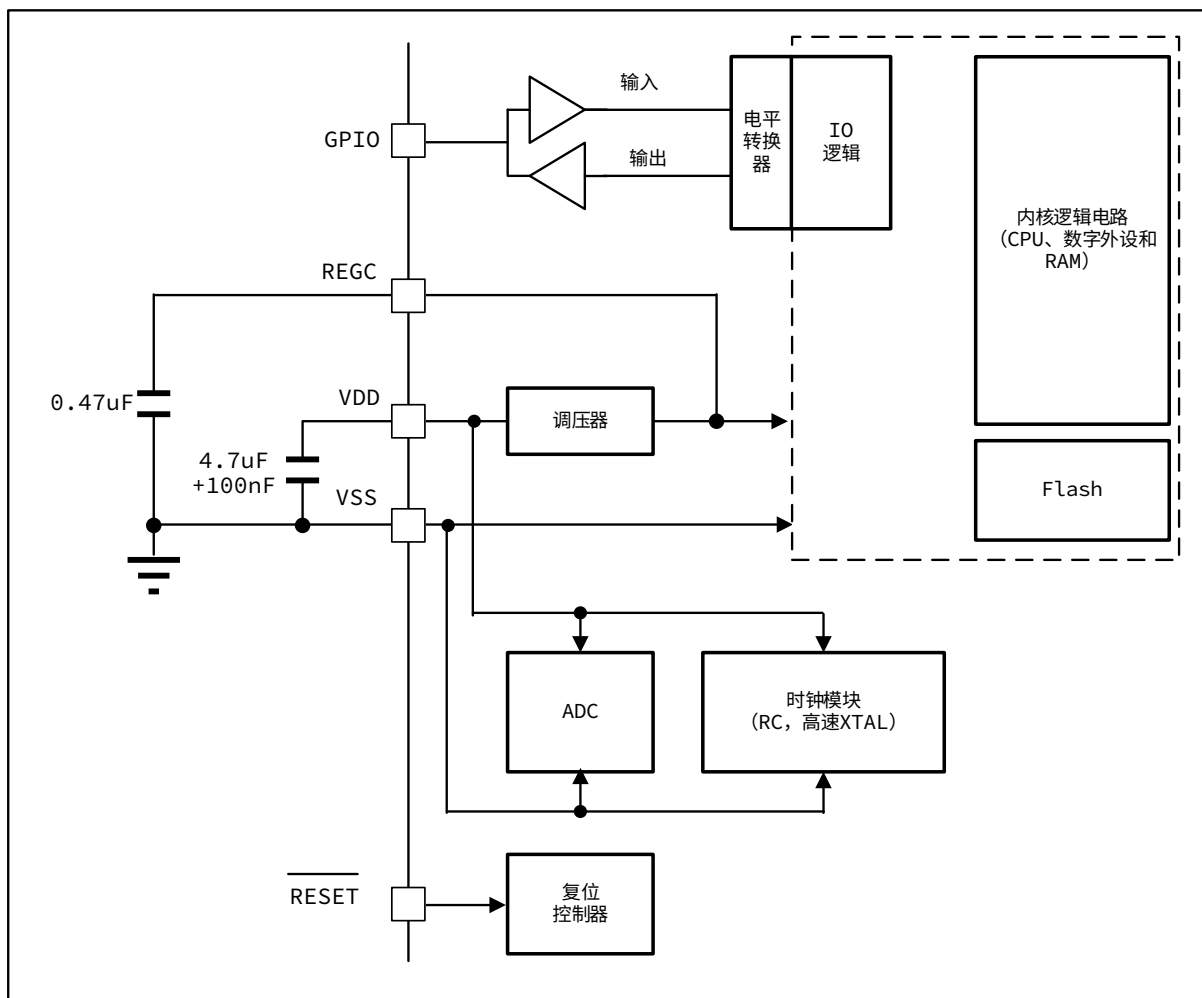 输入
GPIO
输出
电平
转换
器
IO
逻辑
内核逻辑电路
（CPU、数字外设和
RAM）
REGC
0.47uF
VDD
调压器
4.7uF
+100nF
VSS
Flash
ADC
时钟模块
（RC，高速XTAL）
RESET
复位
控制器